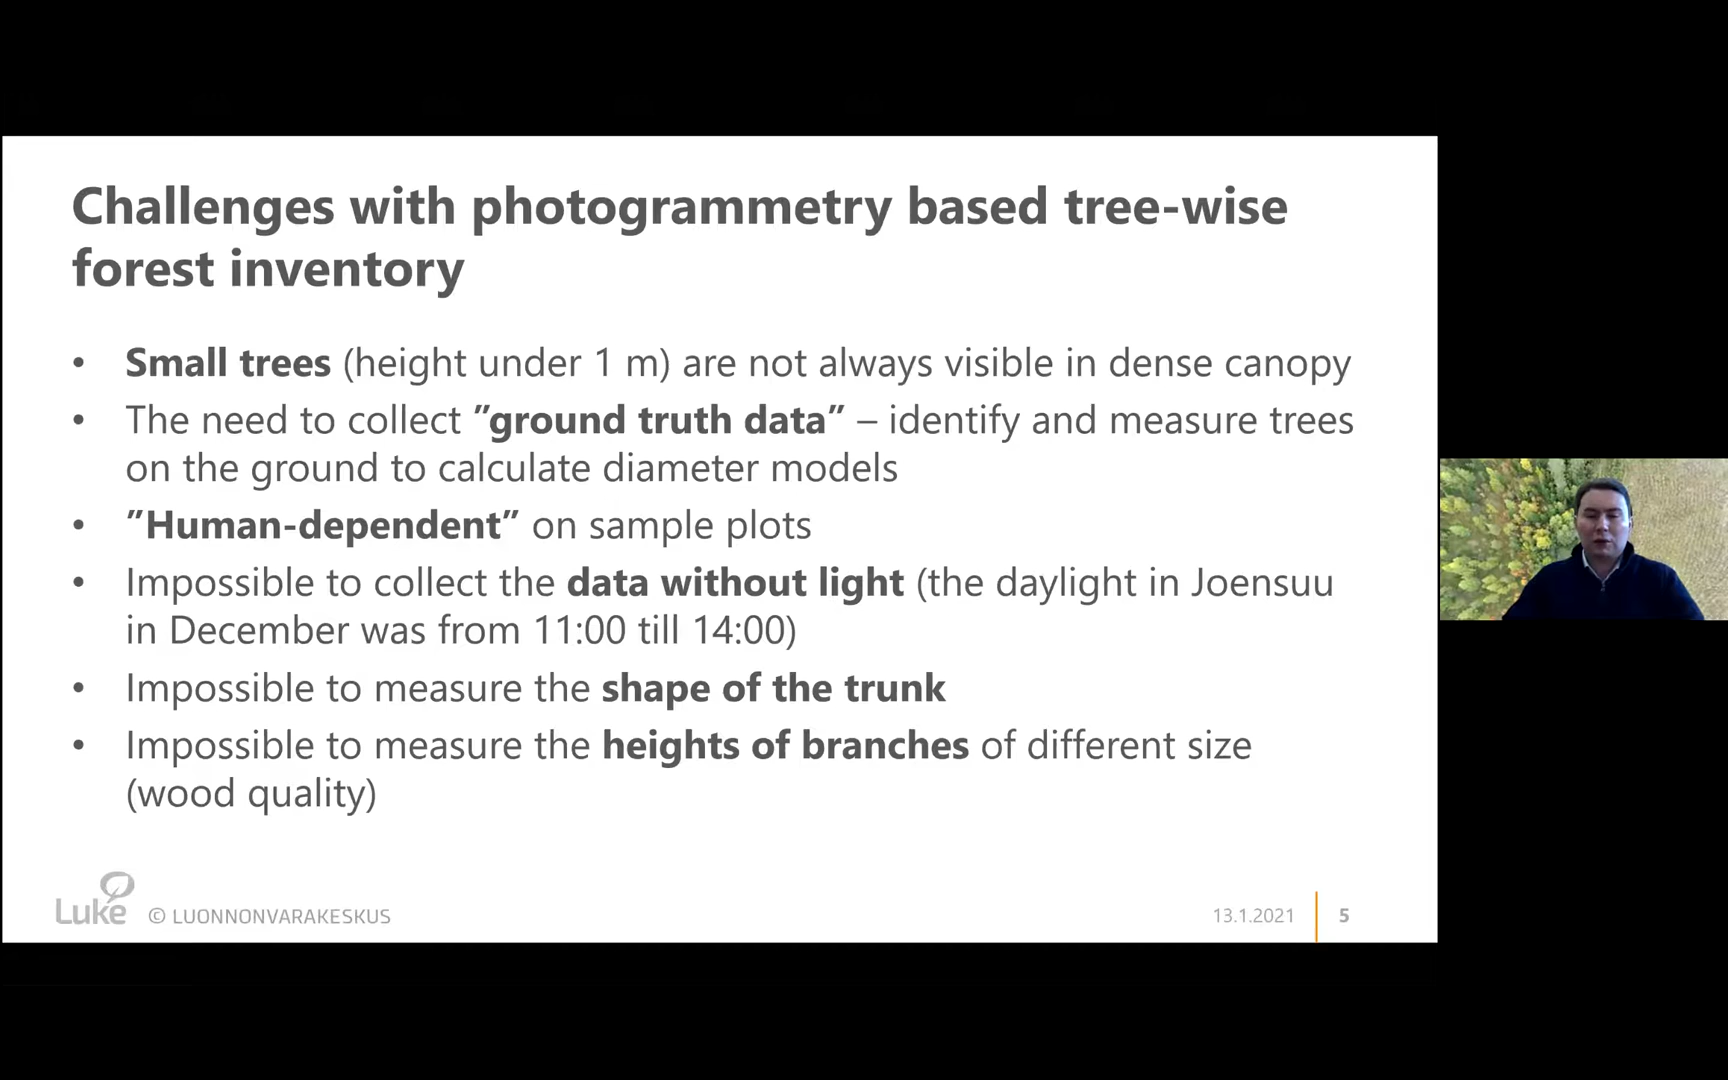 Challenges with photogrammetry based tree-wise
forest inventory
• Small trees (height under 1 m) are not always visible in dense canopy
• The need to collect ”ground truth data” – identify and measure trees
on the ground to calculate diameter models
• ”Human-dependent” on sample plots
• Impossible to collect the data without light (the daylight in Joensuu
in December was from 11:00 till 14:00)
• Impossible to measure the shape of the trunk
• Impossible to measure the heights of branches of different size
(wood quality)
Luke © LUONNONVARAKESKUS
13.1.2021 5